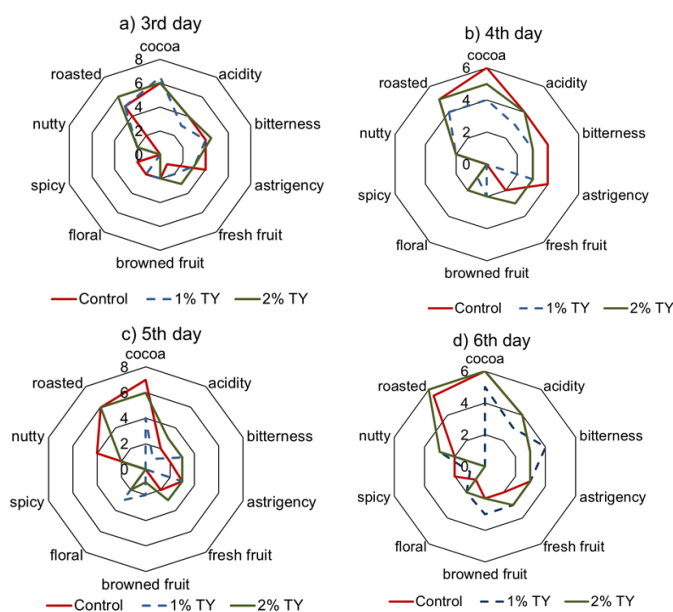 a) 3rd day
cocoa
8
6
4
2
0
acidity
bitterness
astrigency
fresh fruit
browned fruit
floral
spicy
nutty
roasted
Control 1% TY 2% TY
b) 4th day
cocoa
6
4
2
0
acidity
bitterness
astrigency
fresh fruit
browned fruit
floral
spicy
nutty
roasted
Control 1% TY 2% TY
c) 5th day
cocoa
8
6
4
2
0
acidity
bitterness
astrigency
fresh fruit
browned fruit
floral
spicy
nutty
roasted
Control 1% TY 2% TY
d) 6th day
cocoa
6
4
2
0
acidity
bitterness
astrigency
fresh fruit
browned fruit
floral
spicy
nutty
roasted
Control 1% TY 2% TY